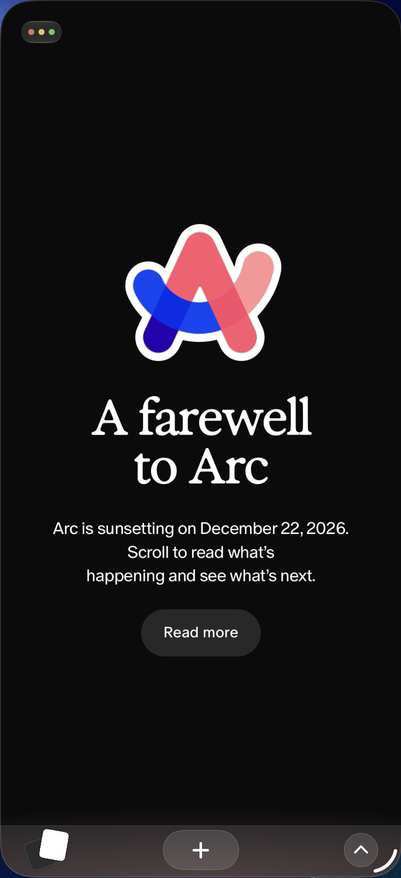 A farewell
to Arc
Arc is sunsetting on December 22, 2026.
Scroll to read what’s
happening and see what’s next.
Read more